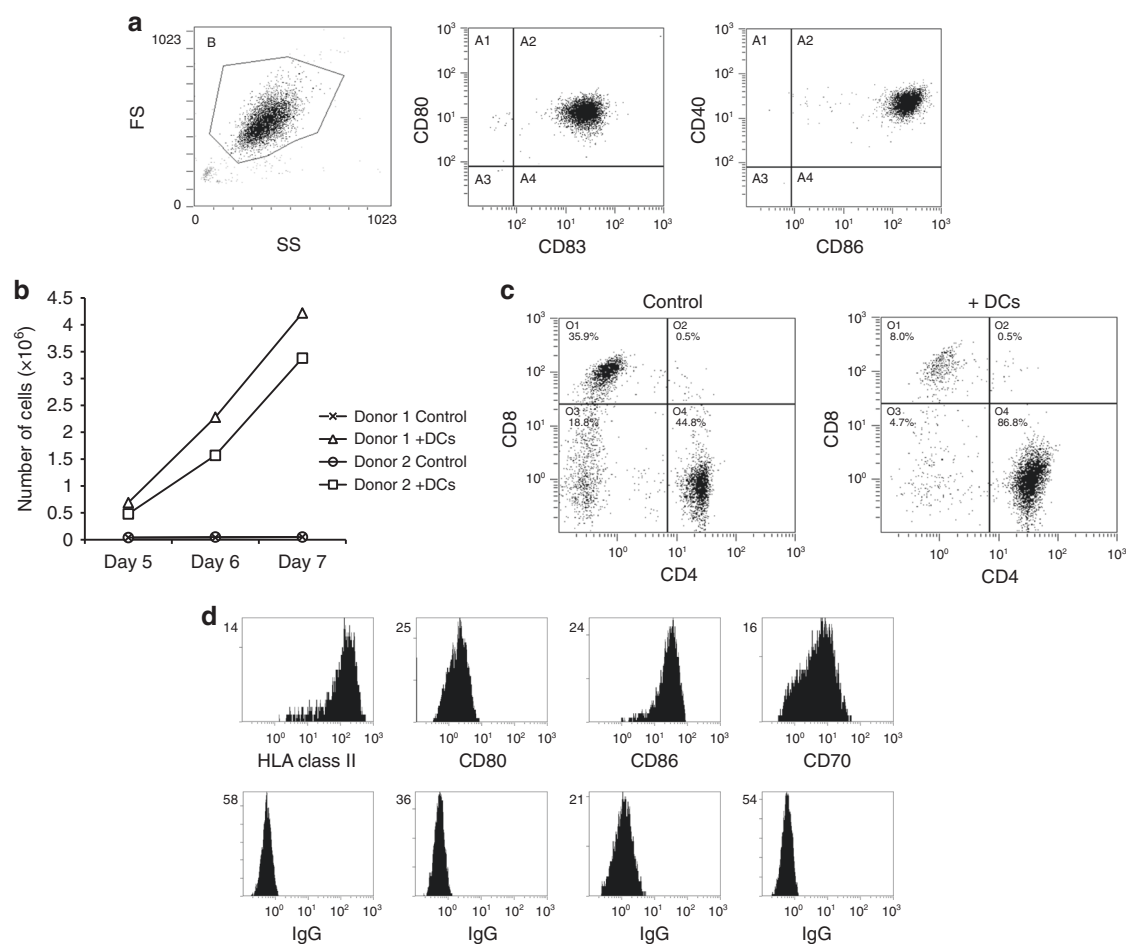 a
1023
B
FS
0
0
1023
SS
10³
A1
A2
10²
CD80
10¹
10²
A3
A4
10²
10¹
10²
10³
CD83
10³
A1
A2
10²
CD40
10¹
10²
A3
A4
10⁰
10¹
10²
10³
CD86
b
Number of cells (×10⁶)
4.5
4
3.5
3
2.5
2
1.5
1
0.5
0
Day 5
Day 6
Day 7
Donor 1 Control
Donor 1 +DCs
Donor 2 Control
Donor 2 +DCs
c
Control
10³
O1
35.9%
O2
0.5%
10²
CD8
10¹
O3
18.8%
O4
44.8%
10⁰
10⁰
10¹
10²
10³
CD4
+ DCs
10³
O1
8.0%
O2
0.5%
10²
CD8
10¹
O3
4.7%
O4
86.8%
10⁰
10⁰
10¹
10²
10³
CD4
d
14
10⁰ 10¹ 10² 10³
HLA class II
25
10⁰ 10¹ 10² 10³
CD80
24
10⁰ 10¹ 10² 10³
CD86
16
10⁰ 10¹ 10² 10³
CD70
58
10⁰ 10¹ 10² 10³
IgG
36
10⁰ 10¹ 10² 10³
IgG
21
10⁰ 10¹ 10² 10³
IgG
54
10⁰ 10¹ 10² 10³
IgG